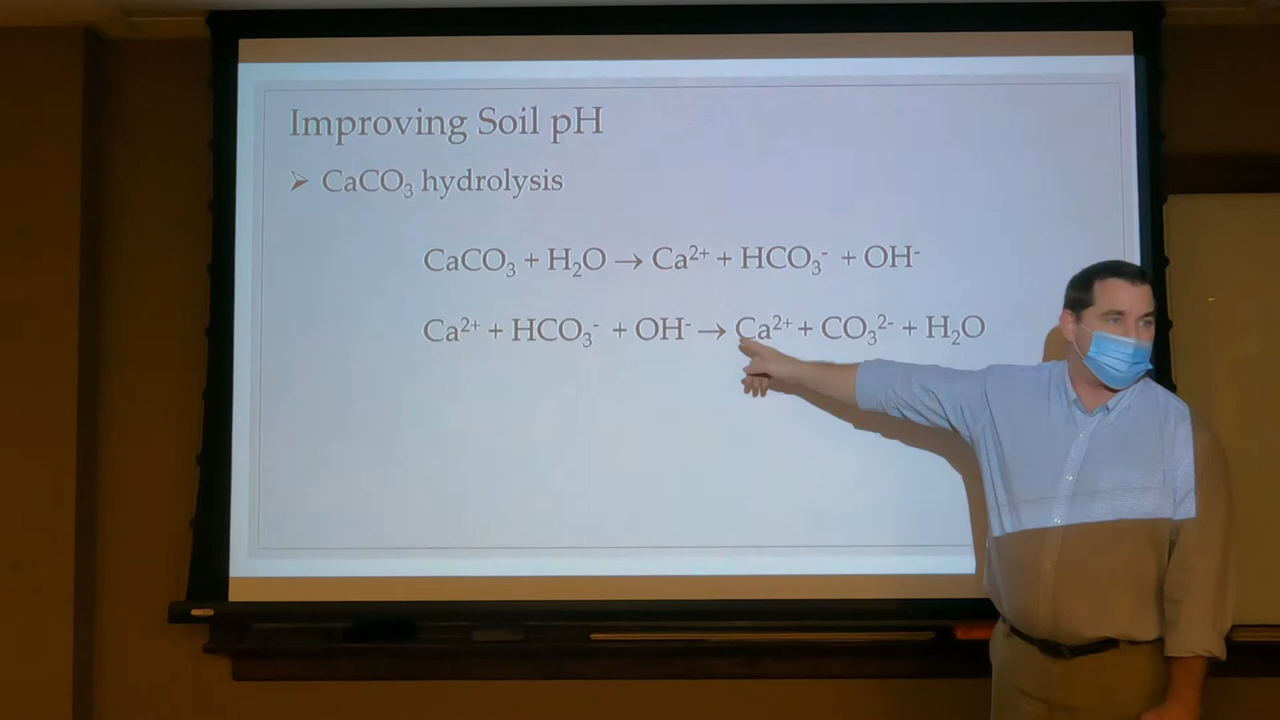 Improving Soil pH
➢ CaCO₃ hydrolysis
CaCO₃ + H₂O → Ca²⁺ + HCO₃⁻ + OH⁻
Ca²⁺ + HCO₃⁻ + OH⁻ → Ca²⁺ + CO₃²⁻ + H₂O